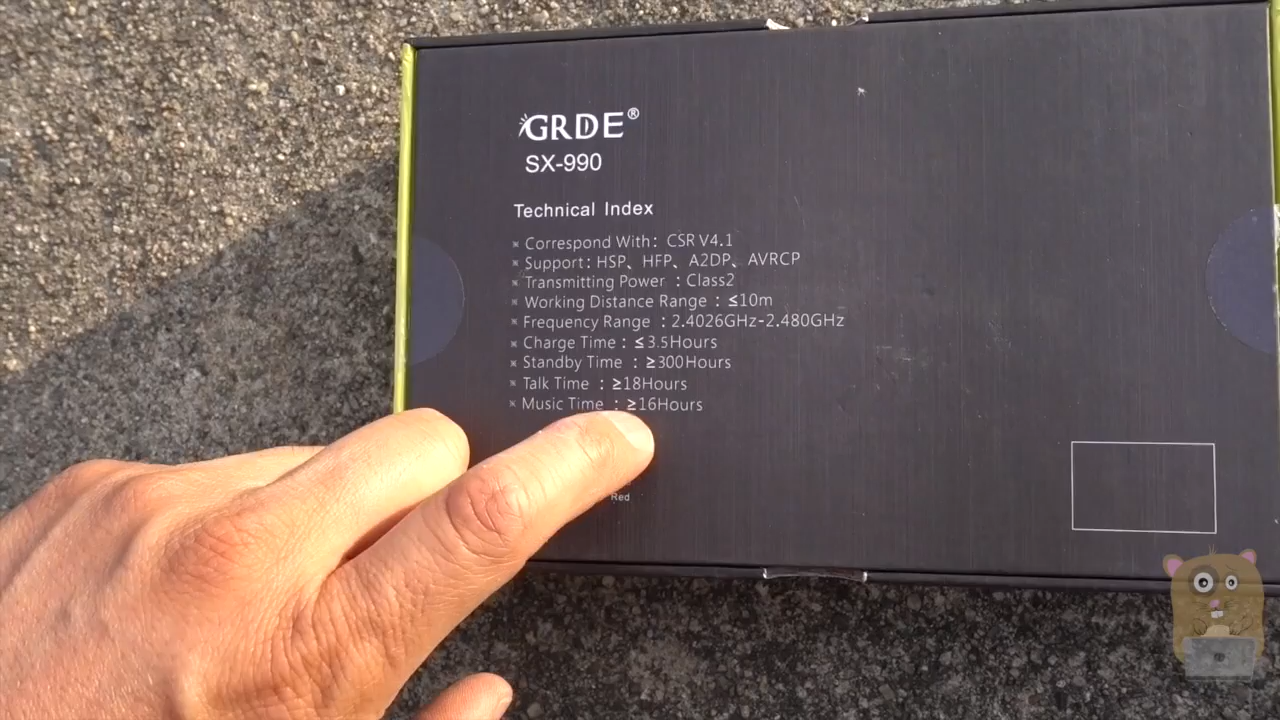 GRDE®
SX-990
Technical Index
※ Correspond With: CSR V4.1
※ Support: HSP、HFP、A2DP、AVRCP
※ Transmitting Power : Class2
※ Working Distance Range : ≤10m
※ Frequency Range : 2.4026GHz-2.480GHz
※ Charge Time : ≤3.5Hours
※ Standby Time : ≥300Hours
※ Talk Time : ≥18Hours
※ Music Time : ≥16Hours
Red